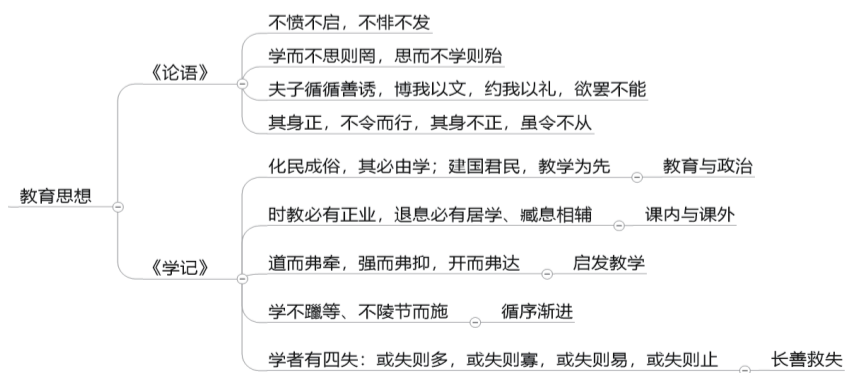 教育思想
《论语》
不愤不启，不悱不发
学而不思则罔，思而不学则殆
夫子循循善诱，博我以文，约我以礼，欲罢不能
其身正，不令而行，其身不正，虽令不从
《学记》
化民成俗，其必由学；建国君民，教学为先
教育与政治
时教必有正业，退息必有居学、臧息相辅
课内与课外
道而弗牵，强而弗抑，开而弗达
启发教学
学不躐等、不陵节而施
循序渐进
学者有四失：或失则多，或失则寡，或失则易，或失则止
长善救失